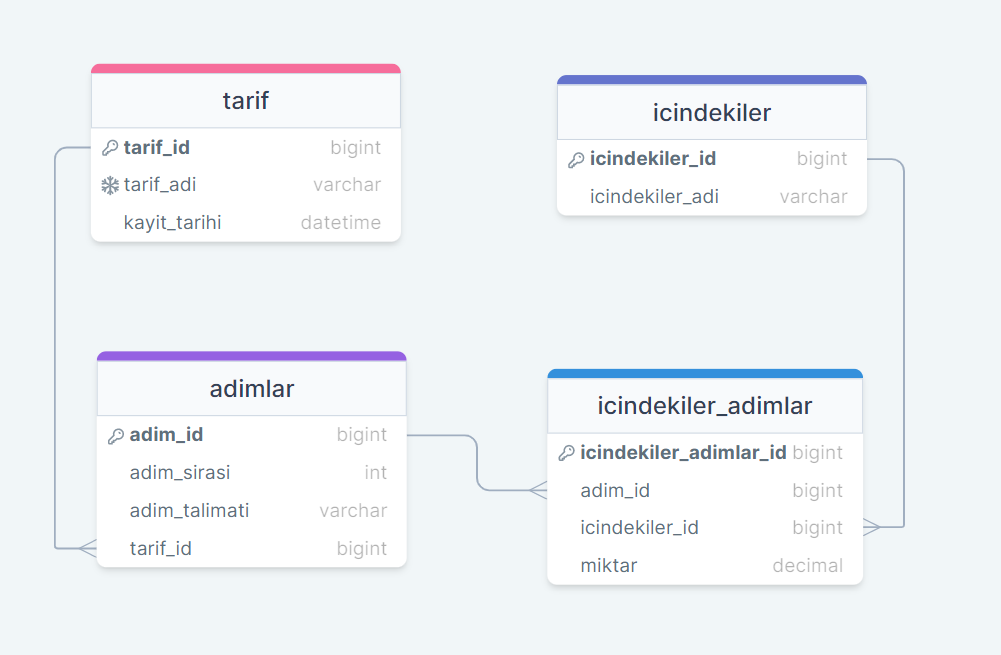 tarif
tarif_id bigint
tarif_adi varchar
kayit_tarihi datetime
icindekiler
icindekiler_id bigint
icindekiler_adi varchar
adimlar
adim_id bigint
adim_sirasi int
adim_talimati varchar
tarif_id bigint
icindekiler_adimlar
icindekiler_adimlar_id bigint
adim_id bigint
icindekiler_id bigint
miktar decimal